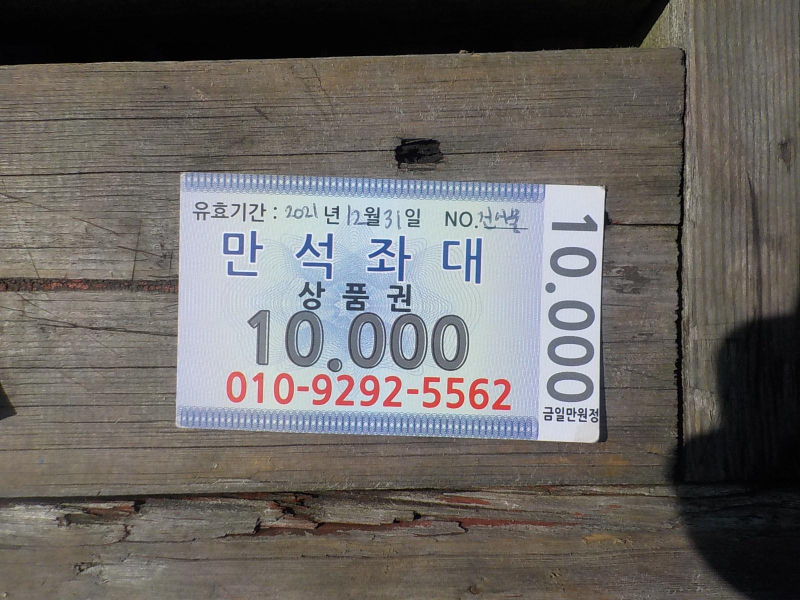 유효기간 : 2021 년 12월 31일 NO.
만석좌대
상품권
10.000
010-9292-5562
10.000
금일만원정